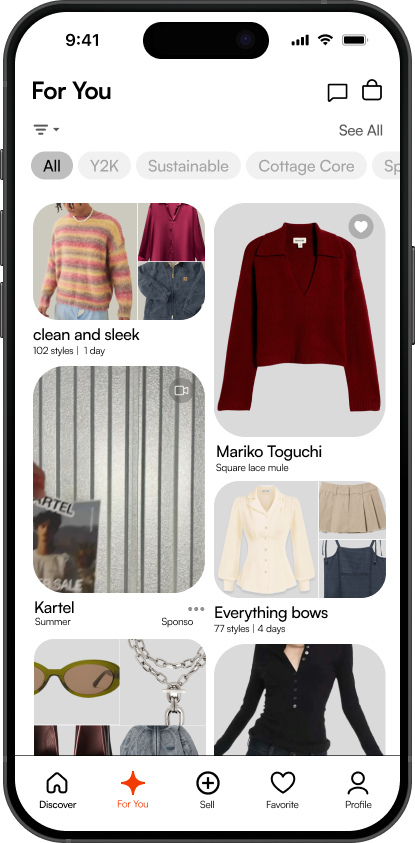 9:41
For You
See All
All
Y2K
Sustainable
Cottage Core
Sp
clean and sleek
102 styles | 1 day
Mariko Toguchi
Square lace mule
ARTEL
ER SALE
Kartel
Summer
Sponso
Everything bows
77 styles | 4 days
Discover
For You
Sell
Favorite
Profile